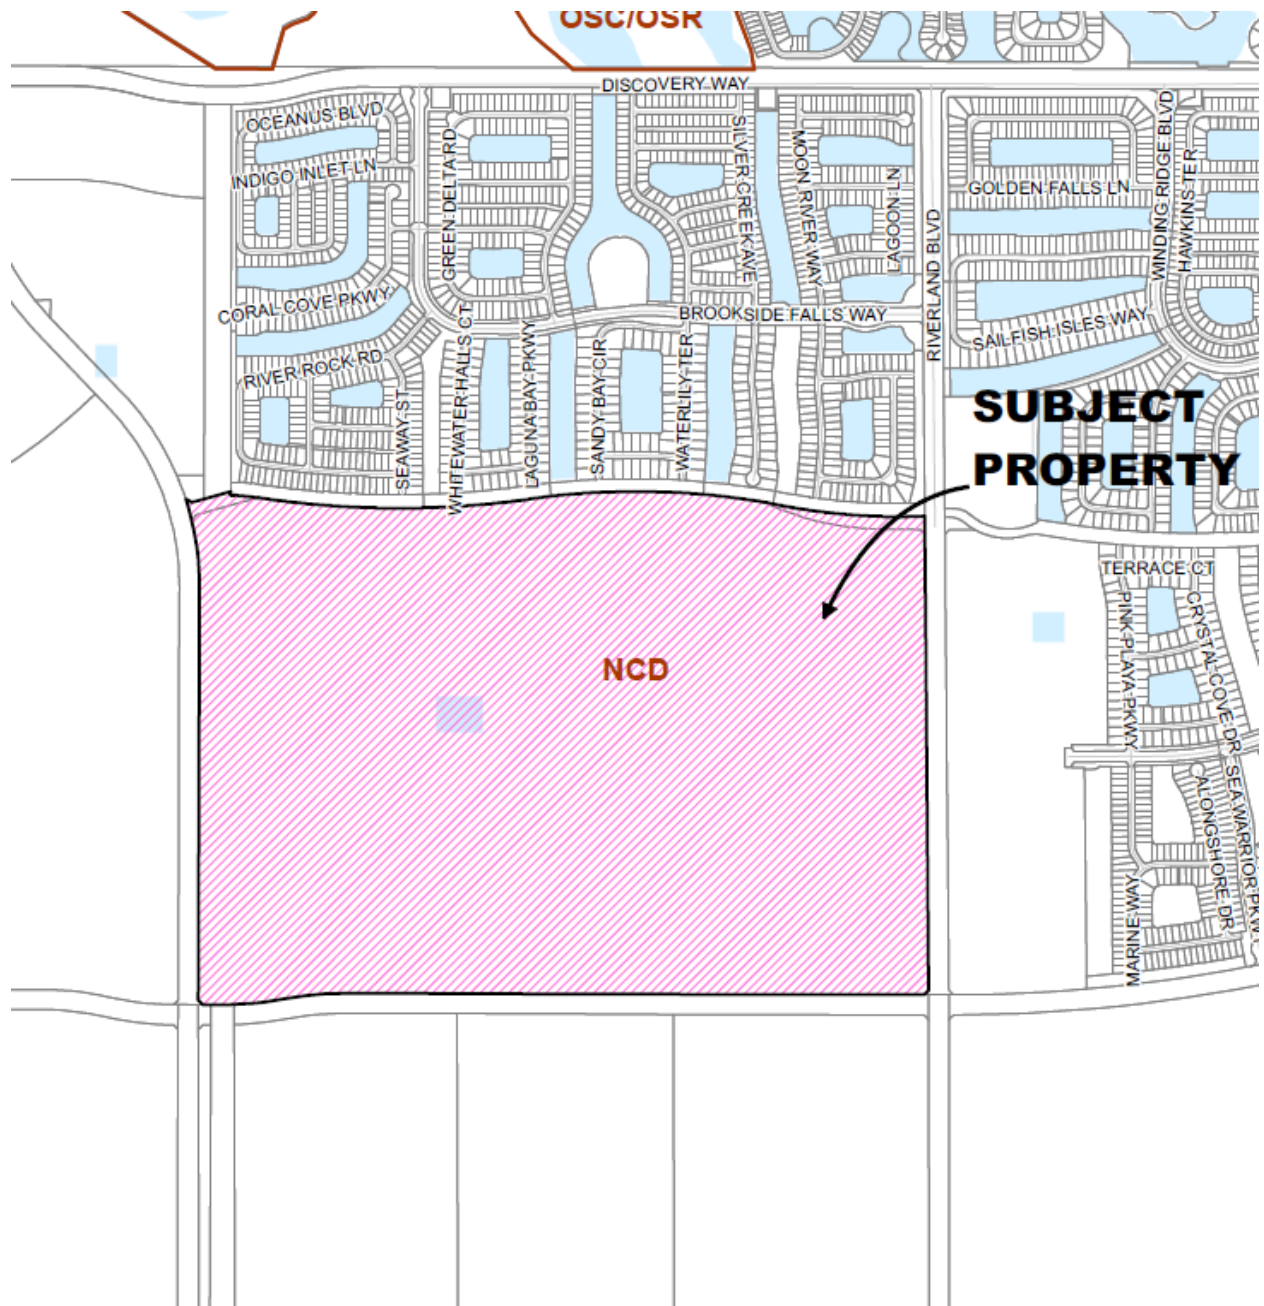 OSC/OSR
DISCOVERY WAY
OCEANUS BLVD
INDIGO INLET LN
GREEN DELTA RD
SILVER CREEK AVE
MOON RIVER WAY
LAGOON LN
RIVERLAND BLVD
GOLDEN FALLS LN
WINDING RIDGE BLVD
HAWKINS TER
CORAL COVE PKWY
BROOKSIDE FALLS WAY
SAILFISH ISLES WAY
RIVER ROCK RD
SEAWAY ST
WHITEWATER HALLS CT
LAGUNA BAY PKWY
SANDY BAY CIR
WATERLILY TER
SUBJECT
PROPERTY
TERRACE CT
PINK PLAYA PKWY
CRYSTAL COVE DR
NCD
SEA WARRIOR PKWY
ALONGSHORE DR
MARINE WAY